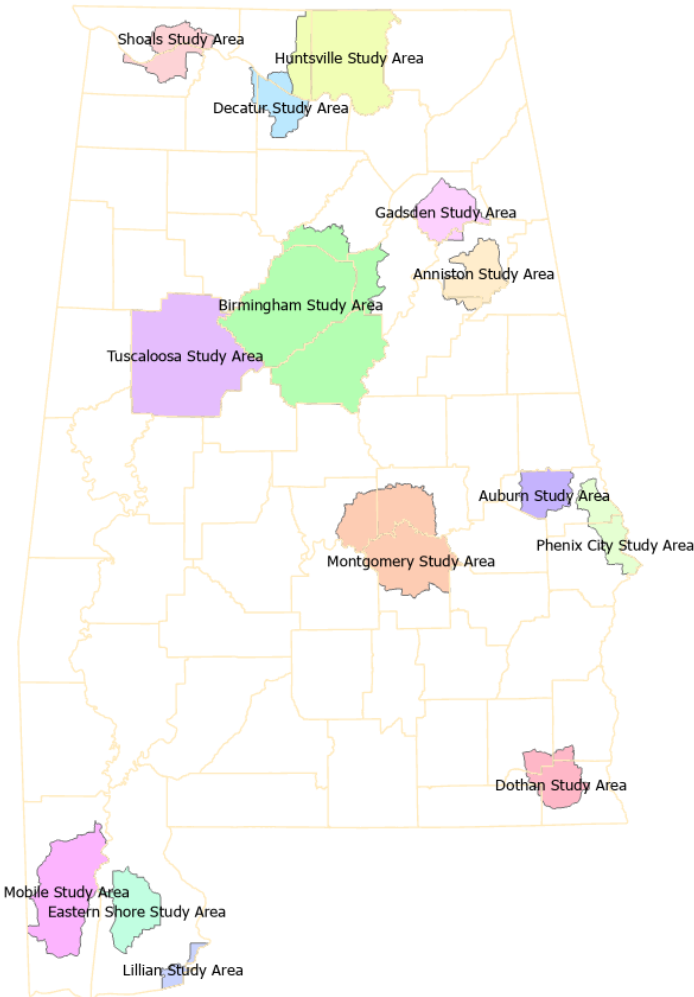 Shoals Study Area
Huntsville Study Area
Decatur Study Area
Gadsden Study Area
Anniston Study Area
Birmingham Study Area
Tuscaloosa Study Area
Auburn Study Area
Phenix City Study Area
Montgomery Study Area
Dothan Study Area
Mobile Study Area
Eastern Shore Study Area
Lillian Study Area